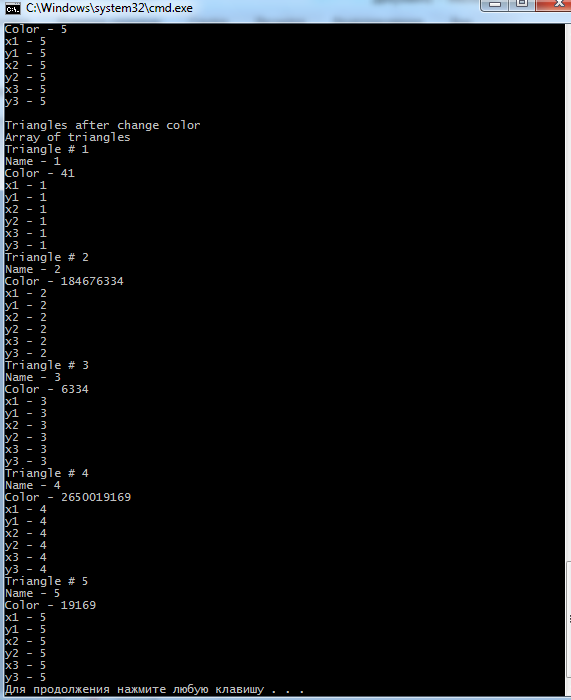 C:\Windows\system32\cmd.exe
Color - 5
x1 - 5
y1 - 5
x2 - 5
y2 - 5
x3 - 5
y3 - 5
Triangles after change color
Array of triangles
Triangle # 1
Name - 1
Color - 41
x1 - 1
y1 - 1
x2 - 1
y2 - 1
x3 - 1
y3 - 1
Triangle # 2
Name - 2
Color - 184676334
x1 - 2
y1 - 2
x2 - 2
y2 - 2
x3 - 2
y3 - 2
Triangle # 3
Name - 3
Color - 6334
x1 - 3
y1 - 3
x2 - 3
y2 - 3
x3 - 3
y3 - 3
Triangle # 4
Name - 4
Color - 2650019169
x1 - 4
y1 - 4
x2 - 4
y2 - 4
x3 - 4
y3 - 4
Triangle # 5
Name - 5
Color - 19169
x1 - 5
y1 - 5
x2 - 5
y2 - 5
x3 - 5
y3 - 5
Для продолжения нажмите любую клавишу . . .